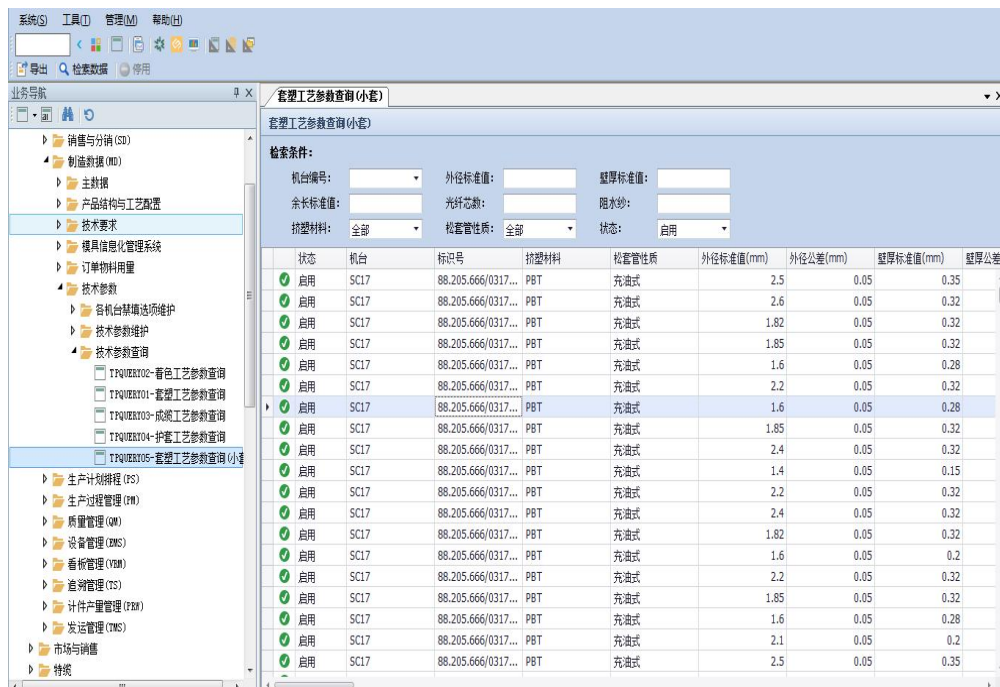 系统(S) 工具(T) 管理(M) 帮助(H)
导出 检索数据 停用
业务导航
销售与分销(SD)
制造数据(MD)
主数据
产品结构与工艺配置
技术要求
模具信息化管理系统
订单物料用量
技术参数
各机台禁填选项维护
技术参数维护
技术参数查询
TPQUERY02-着色工艺参数查询
TPQUERY01-套塑工艺参数查询
TPQUERY03-成缆工艺参数查询
TPQUERY04-护套工艺参数查询
TPQUERY05-套塑工艺参数查询(小套
生产计划排程(PS)
生产过程管理(PM)
质量管理(QM)
设备管理(EMS)
看板管理(VBM)
追溯管理(TS)
计件产量管理(PRW)
发运管理(TMS)
市场与销售
特缆
套塑工艺参数查询(小套)
套塑工艺参数查询(小套)
检索条件:
机台编号: 外径标准值: 壁厚标准值:
余长标准值: 光纤芯数: 阻水纱:
挤塑材料: 全部 松套管性质: 全部 状态: 启用
状态 机台 标识号 挤塑材料 松套管性质 外径标准值(mm) 外径公差(mm) 壁厚标准值(mm) 壁厚公差
启用 SC17 88.205.666/0317... PBT 充油式 2.5 0.05 0.35
启用 SC17 88.205.666/0317... PBT 充油式 2.6 0.05 0.32
启用 SC17 88.205.666/0317... PBT 充油式 1.82 0.05 0.32
启用 SC17 88.205.666/0317... PBT 充油式 1.85 0.05 0.32
启用 SC17 88.205.666/0317... PBT 充油式 1.6 0.05 0.28
启用 SC17 88.205.666/0317... PBT 充油式 2.2 0.05 0.32
启用 SC17 88.205.666/0317... PBT 充油式 1.6 0.05 0.28
启用 SC17 88.205.666/0317... PBT 充油式 1.85 0.05 0.32
启用 SC17 88.205.666/0317... PBT 充油式 2.4 0.05 0.32
启用 SC17 88.205.666/0317... PBT 充油式 1.4 0.05 0.15
启用 SC17 88.205.666/0317... PBT 充油式 2.2 0.05 0.32
启用 SC17 88.205.666/0317... PBT 充油式 2.4 0.05 0.32
启用 SC17 88.205.666/0317... PBT 充油式 1.82 0.05 0.32
启用 SC17 88.205.666/0317... PBT 充油式 1.6 0.05 0.2
启用 SC17 88.205.666/0317... PBT 充油式 2.2 0.05 0.32
启用 SC17 88.205.666/0317... PBT 充油式 1.85 0.05 0.32
启用 SC17 88.205.666/0317... PBT 充油式 1.6 0.05 0.28
启用 SC17 88.205.666/0317... PBT 充油式 2.1 0.05 0.2
启用 SC17 88.205.666/0317... PBT 充油式 2.5 0.05 0.35